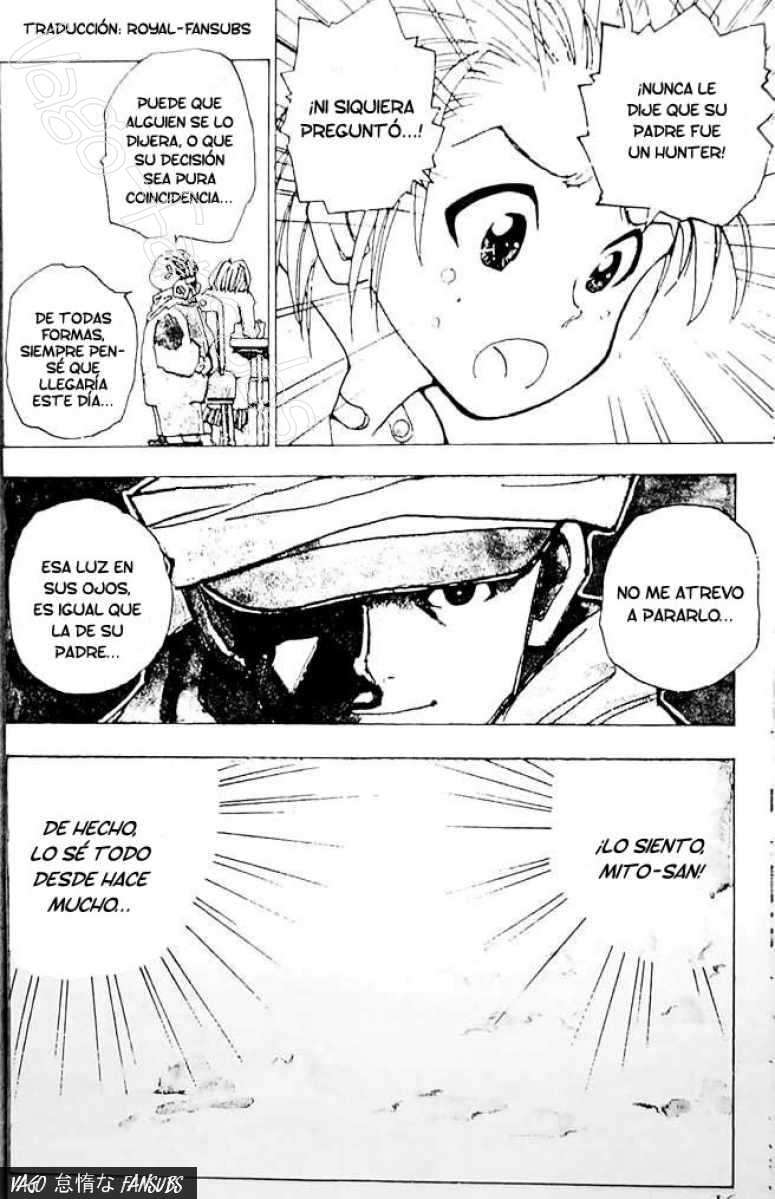 TRADUCCIÓN: ROYAL-FANSUBS
¡NUNCA LE
DIJE QUE SU
PADRE FUE
UN HUNTER!
¡NI SIQUIERA
PREGUNTÓ...!
PUEDE QUE
ALGUIEN SE LO
DIJERA, O QUE
SU DECISIÓN
SEA PURA
COINCIDENCIA...
DE TODAS
FORMAS,
SIEMPRE PEN-
SÉ QUE
LLEGARÍA
ESTE DÍA...
NO ME ATREVO
A PARARLO...
ESA LUZ EN
SUS OJOS,
ES IGUAL QUE
LA DE SU
PADRE...
¡LO SIENTO,
MITO-SAN!
DE HECHO,
LO SÉ TODO
DESDE HACE
MUCHO...
VAGO 怠惰な FANSUBS